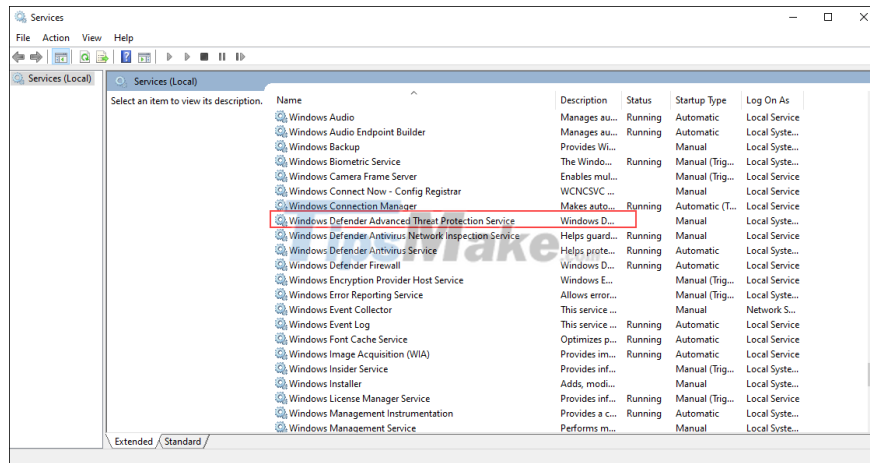 Services
File Action View Help
Services (Local)
Services (Local)
Select an item to view its description.
Name Description Status Startup Type Log On As
Windows Audio Manages au... Running Automatic Local Service
Windows Audio Endpoint Builder Manages au... Running Automatic Local Syste...
Windows Backup Provides Wi... Manual Local Syste...
Windows Biometric Service The Windo... Running Manual (Trig... Local Syste...
Windows Camera Frame Server Enables mul... Manual (Trig... Local Service
Windows Connect Now - Config Registrar WCNCSVC ... Manual Local Service
Windows Connection Manager Makes auto... Running Automatic (T... Local Service
Windows Defender Advanced Threat Protection Service Windows D... Manual Local Syste...
Windows Defender Antivirus Network Inspection Service Helps guard... Running Manual Local Service
Windows Defender Antivirus Service Helps prote... Running Automatic Local Syste...
Windows Defender Firewall Windows D... Running Automatic Local Service
Windows Encryption Provider Host Service Windows E... Manual (Trig... Local Service
Windows Error Reporting Service Allows error... Manual (Trig... Local Syste...
Windows Event Collector This service ... Manual Network S...
Windows Event Log This service ... Running Automatic Local Service
Windows Font Cache Service Optimizes p... Running Automatic Local Service
Windows Image Acquisition (WIA) Provides im... Running Automatic Local Service
Windows Insider Service Provides inf... Manual (Trig... Local Syste...
Windows Installer Adds, modi... Manual Local Syste...
Windows License Manager Service Provides inf... Running Manual (Trig... Local Service
Windows Management Instrumentation Provides a c... Running Automatic Local Syste...
Windows Management Service Performs m... Manual Local Syste...
TipsMake.com
Extended Standard